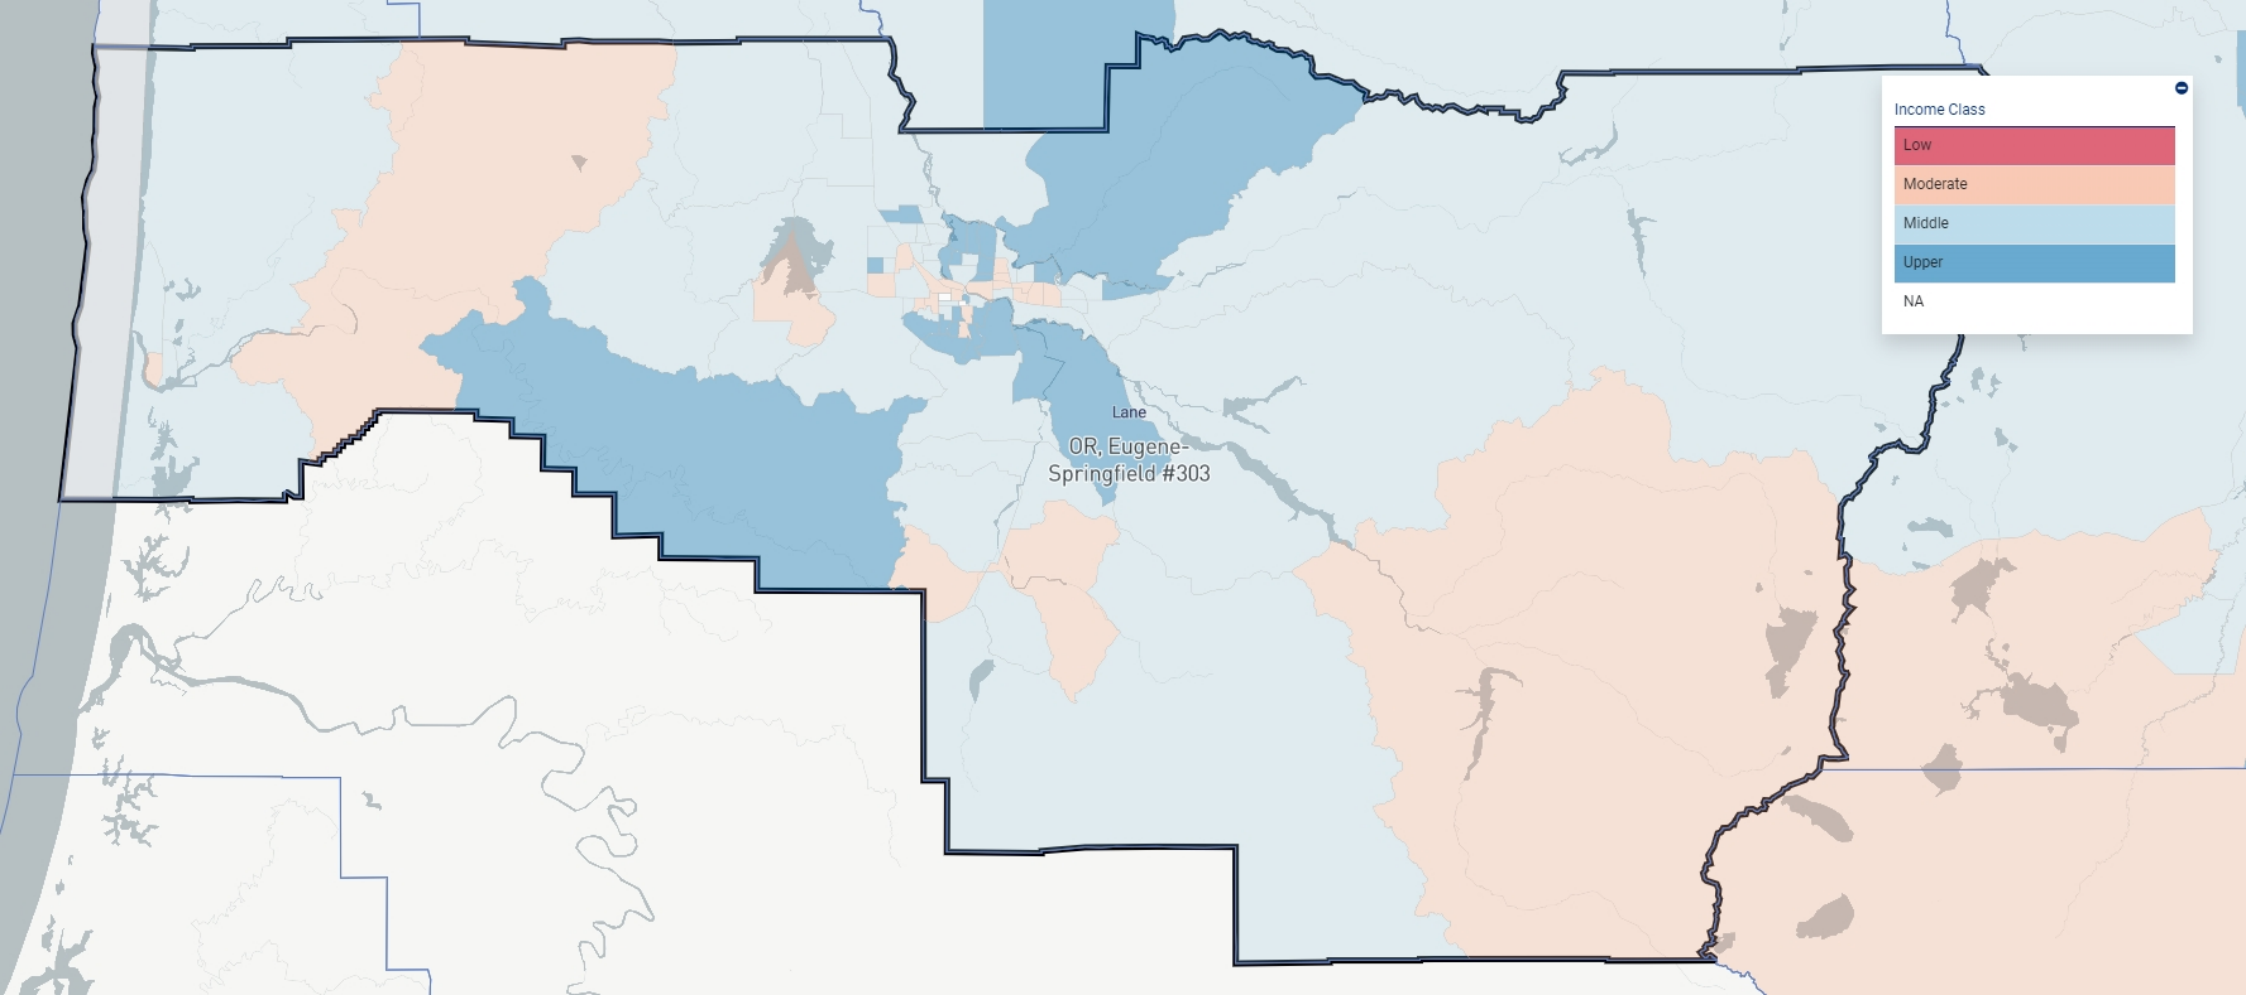 Income Class
Low
Moderate
Middle
Upper
NA
Lane
OR, Eugene-
Springfield #303